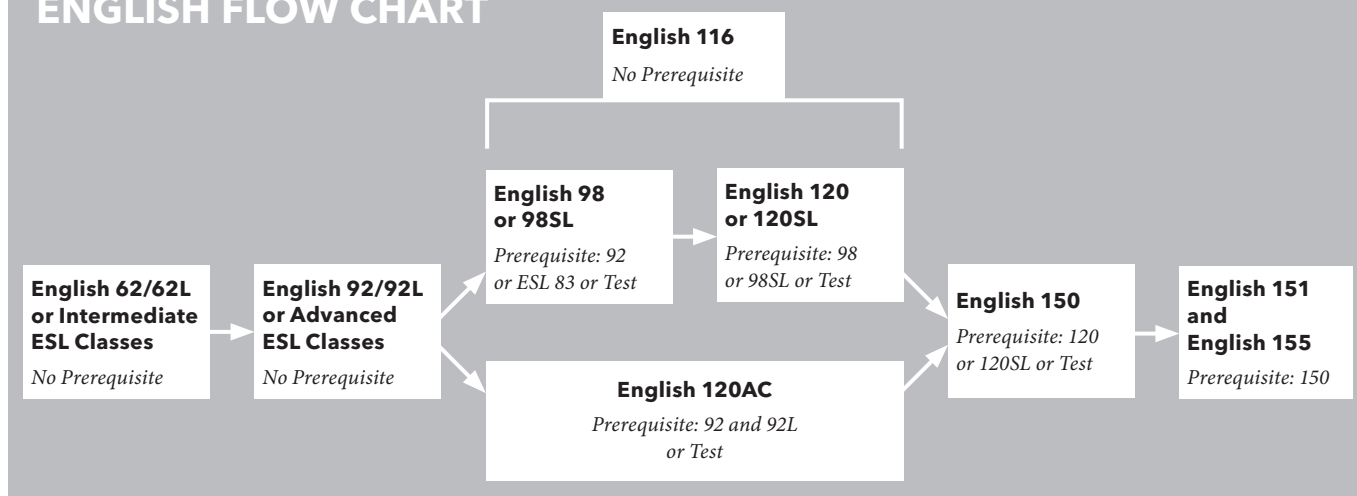 ENGLISH FLOW CHART
English 116
No Prerequisite
English 98
or 98SL
Prerequisite: 92
or ESL 83 or Test
English 120
or 120SL
Prerequisite: 98
or 98SL or Test
English 62/62L
or Intermediate
ESL Classes
No Prerequisite
English 92/92L
or Advanced
ESL Classes
No Prerequisite
English 120AC
Prerequisite: 92 and 92L
or Test
English 150
Prerequisite: 120
or 120SL or Test
English 151
and
English 155
Prerequisite: 150